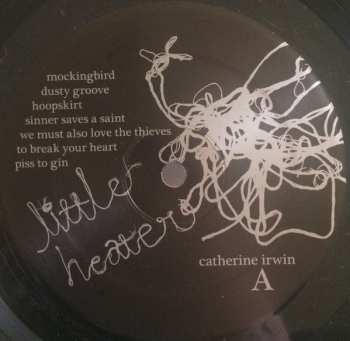 mockingbird
dusty groove
hoopskirt
sinner saves a saint
we must also love the thieves
to break your heart
piss to gin
little
heater
catherine irwin
A